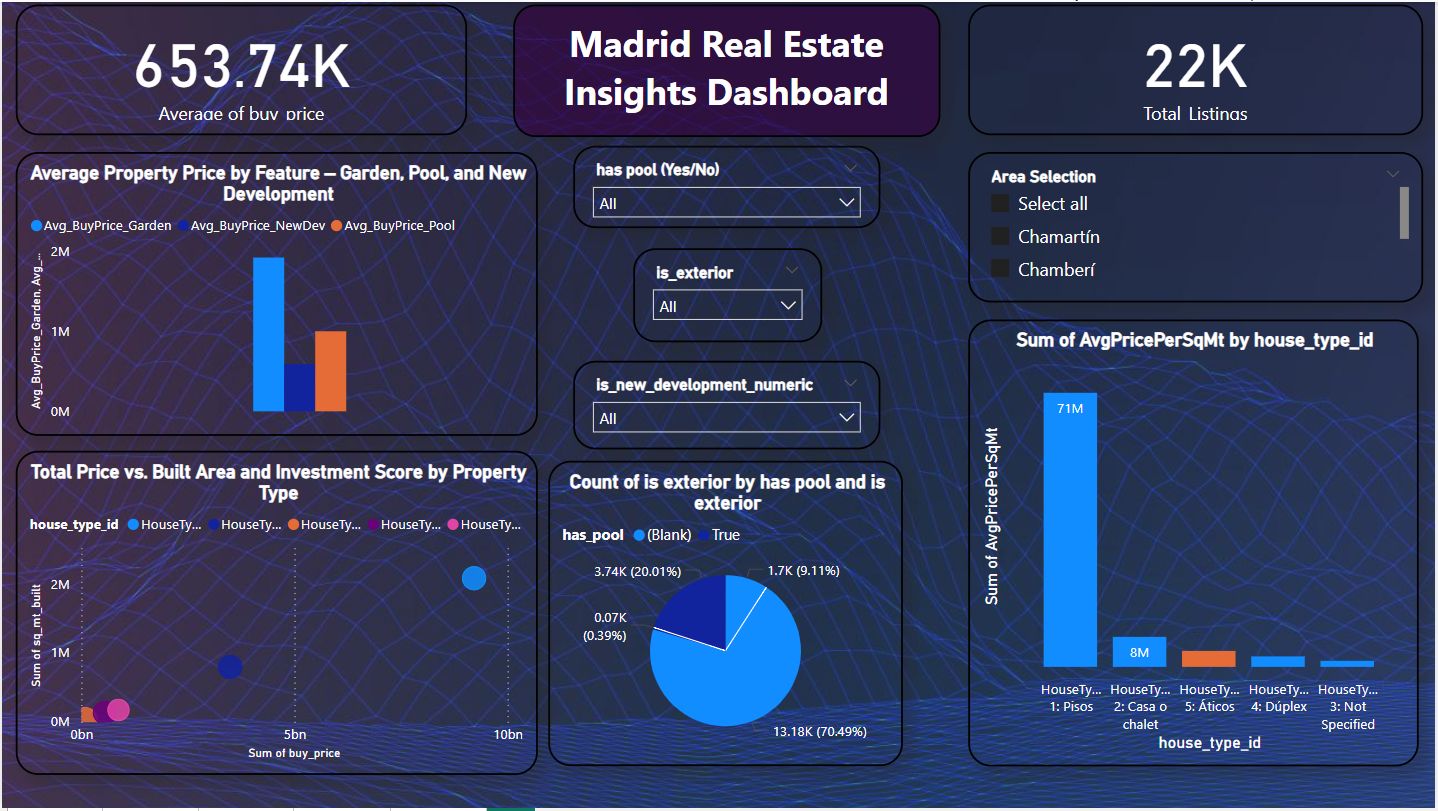 653.74K
Average of buy_price
Madrid Real Estate
Insights Dashboard
22K
Total Listings
Average Property Price by Feature – Garden, Pool, and New
Development
Avg_BuyPrice_Garden Avg_BuyPrice_NewDev Avg_BuyPrice_Pool
Avg_BuyPrice_Garden, Avg_...
2M
1M
0M
has pool (Yes/No)
All
is_exterior
All
is_new_development_numeric
All
Area Selection
Select all
Chamartín
Chamberí
Total Price vs. Built Area and Investment Score by Property
Type
house_type_id HouseTy... HouseTy... HouseTy... HouseTy... HouseTy...
Sum of sq_mt_built
2M
1M
0M
0bn 5bn 10bn
Sum of buy_price
Count of is exterior by has pool and is
exterior
has_pool (Blank) True
3.74K (20.01%)
1.7K (9.11%)
0.07K
(0.39%)
13.18K (70.49%)
Sum of AvgPricePerSqMt by house_type_id
Sum of AvgPricePerSqMt
71M
8M
HouseTy... HouseTy... HouseTy... HouseTy... HouseTy...
1: Pisos 2: Casa o 5: Áticos 4: Dúplex 3: Not
chalet Specified
house_type_id